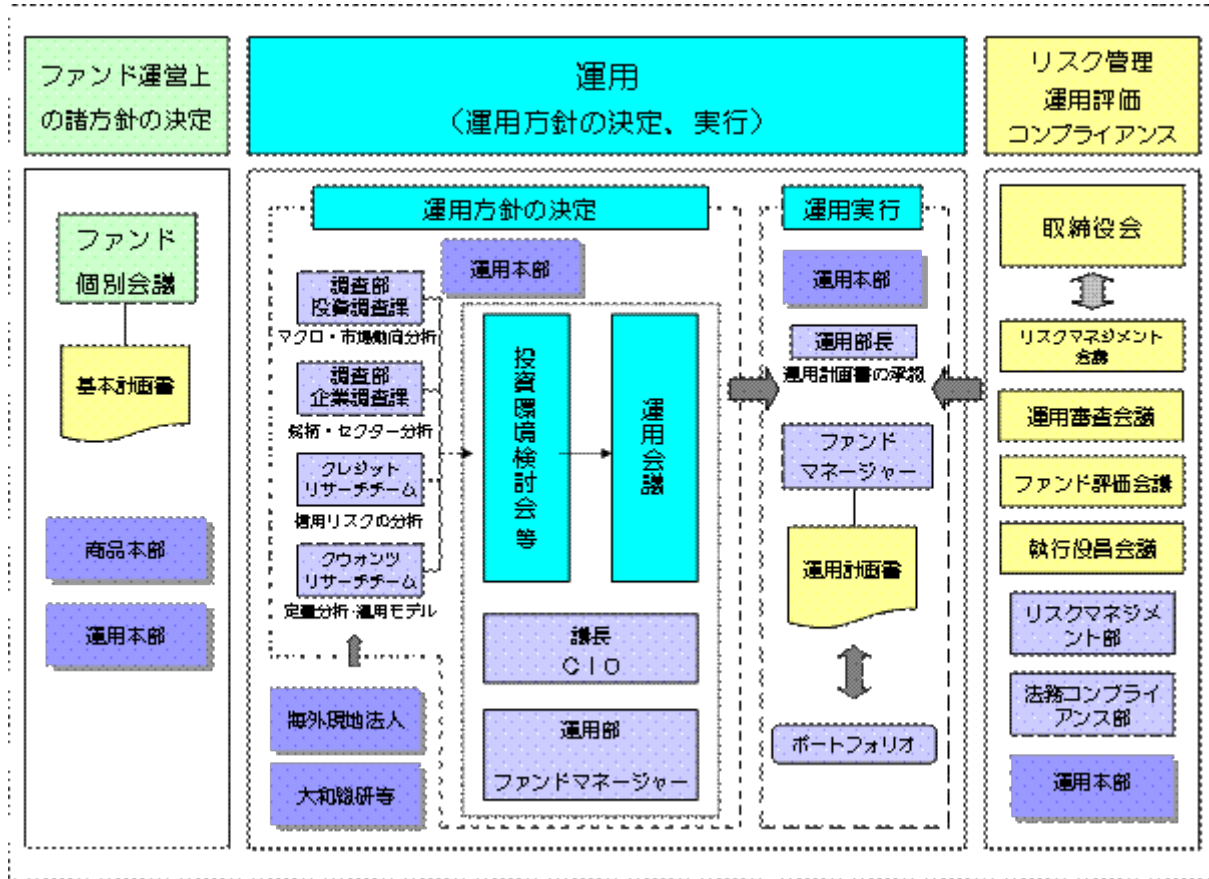 ファンド運営上
の諸方針の決定
運用
(運用方針の決定、実行)
リスク管理
運用評価
コンプライアンス
ファンド
個別会議
基本計画書
商品本部
運用本部
運用方針の決定
運用本部
調査部
投資調査課
マクロ・市場動向分析
調査部
企業調査課
銘柄・セクター分析
クレジット
リサーチチーム
信用リスクの分析
クウォンツ
リサーチチーム
定量分析・運用モデル
海外現地法人
大和総研等
投資環境検討会 等
運用会議
議長
CIO
運用部
ファンドマネージャー
運用実行
運用本部
運用部長
運用計画書の承認
ファンド
マネージャー
運用計画書
ポートフォリオ
取締役会
リスクマネジメント
会議
運用審査会議
ファンド評価会議
執行役員会議
リスクマネジメ
ント部
法務コンプライ
アンス部
運用本部